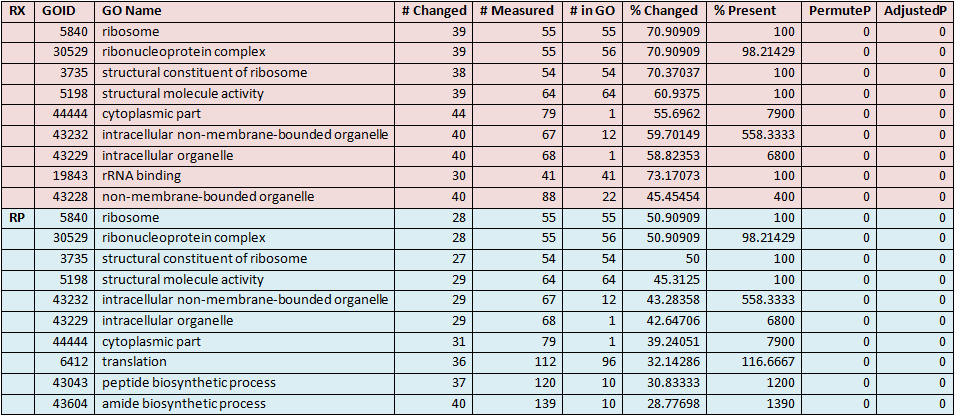 RX GOID GO Name # Changed # Measured # in GO % Changed % Present PermuteP AdjustedP
5840 ribosome 39 55 55 70.90909 100 0 0
30529 ribonucleoprotein complex 39 55 56 70.90909 98.21429 0 0
3735 structural constituent of ribosome 38 54 54 70.37037 100 0 0
5198 structural molecule activity 39 64 64 60.9375 100 0 0
44444 cytoplasmic part 44 79 1 55.6962 7900 0 0
43232 intracellular non-membrane-bounded organelle 40 67 12 59.70149 558.3333 0 0
43229 intracellular organelle 40 68 1 58.82353 6800 0 0
19843 rRNA binding 30 41 41 73.17073 100 0 0
43228 non-membrane-bounded organelle 40 88 22 45.45454 400 0 0
RP 5840 ribosome 28 55 55 50.90909 100 0 0
30529 ribonucleoprotein complex 28 55 56 50.90909 98.21429 0 0
3735 structural constituent of ribosome 27 54 54 50 100 0 0
5198 structural molecule activity 29 64 64 45.3125 100 0 0
43232 intracellular non-membrane-bounded organelle 29 67 12 43.28358 558.3333 0 0
43229 intracellular organelle 29 68 1 42.64706 6800 0 0
44444 cytoplasmic part 31 79 1 39.24051 7900 0 0
6412 translation 36 112 96 32.14286 116.6667 0 0
43043 peptide biosynthetic process 37 120 10 30.83333 1200 0 0
43604 amide biosynthetic process 40 139 10 28.77698 1390 0 0